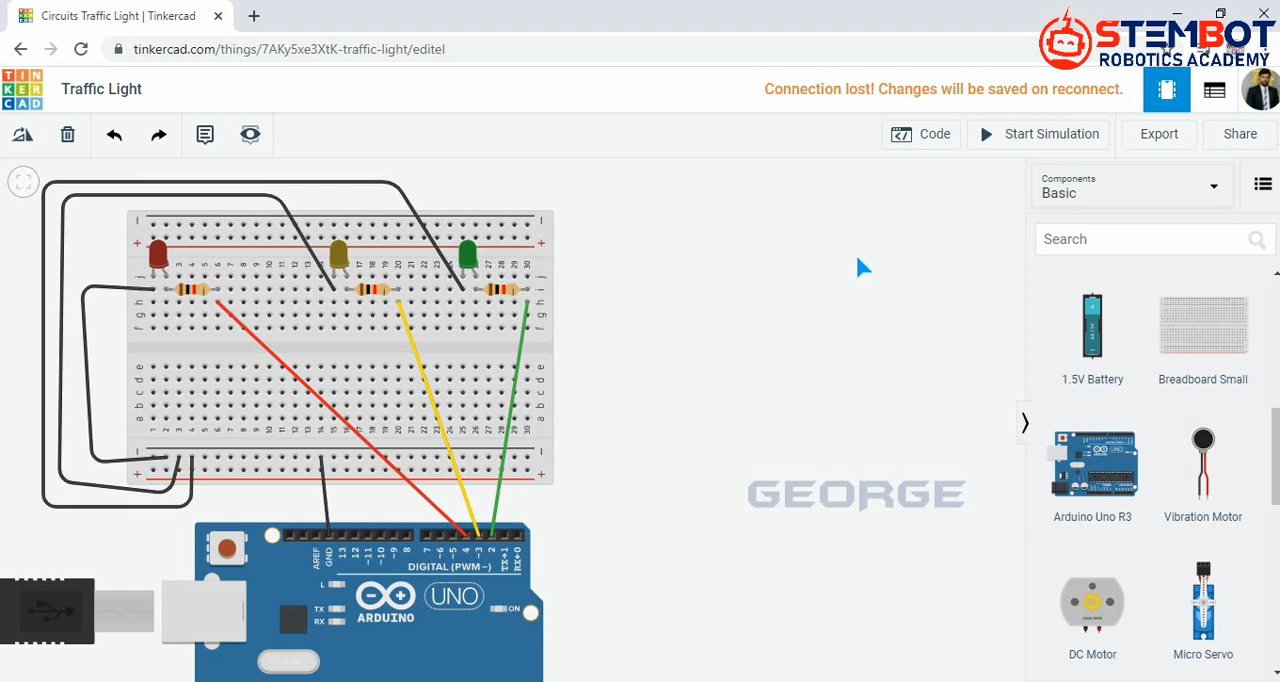 Circuits Traffic Light | Tinkercad
tinkercad.com/things/7AKy5xe3XtK-traffic-light/editel
STEMBOT
ROBOTICS ACADEMY
TIN
KER
CAD
Traffic Light
Connection lost! Changes will be saved on reconnect.
Code
Start Simulation
Export
Share
Components
Basic
Search
1.5V Battery
Breadboard Small
Arduino Uno R3
Vibration Motor
DC Motor
Micro Servo
GEORGE
j
i
h
g
f
e
d
c
b
a
AREF
GND
13
12
~11
~10
~9
8
7
~6
~5
4
~3
2
TX→1
RX←0
DIGITAL (PWM~)
L
TX
RX
ARDUINO
UNO
ON